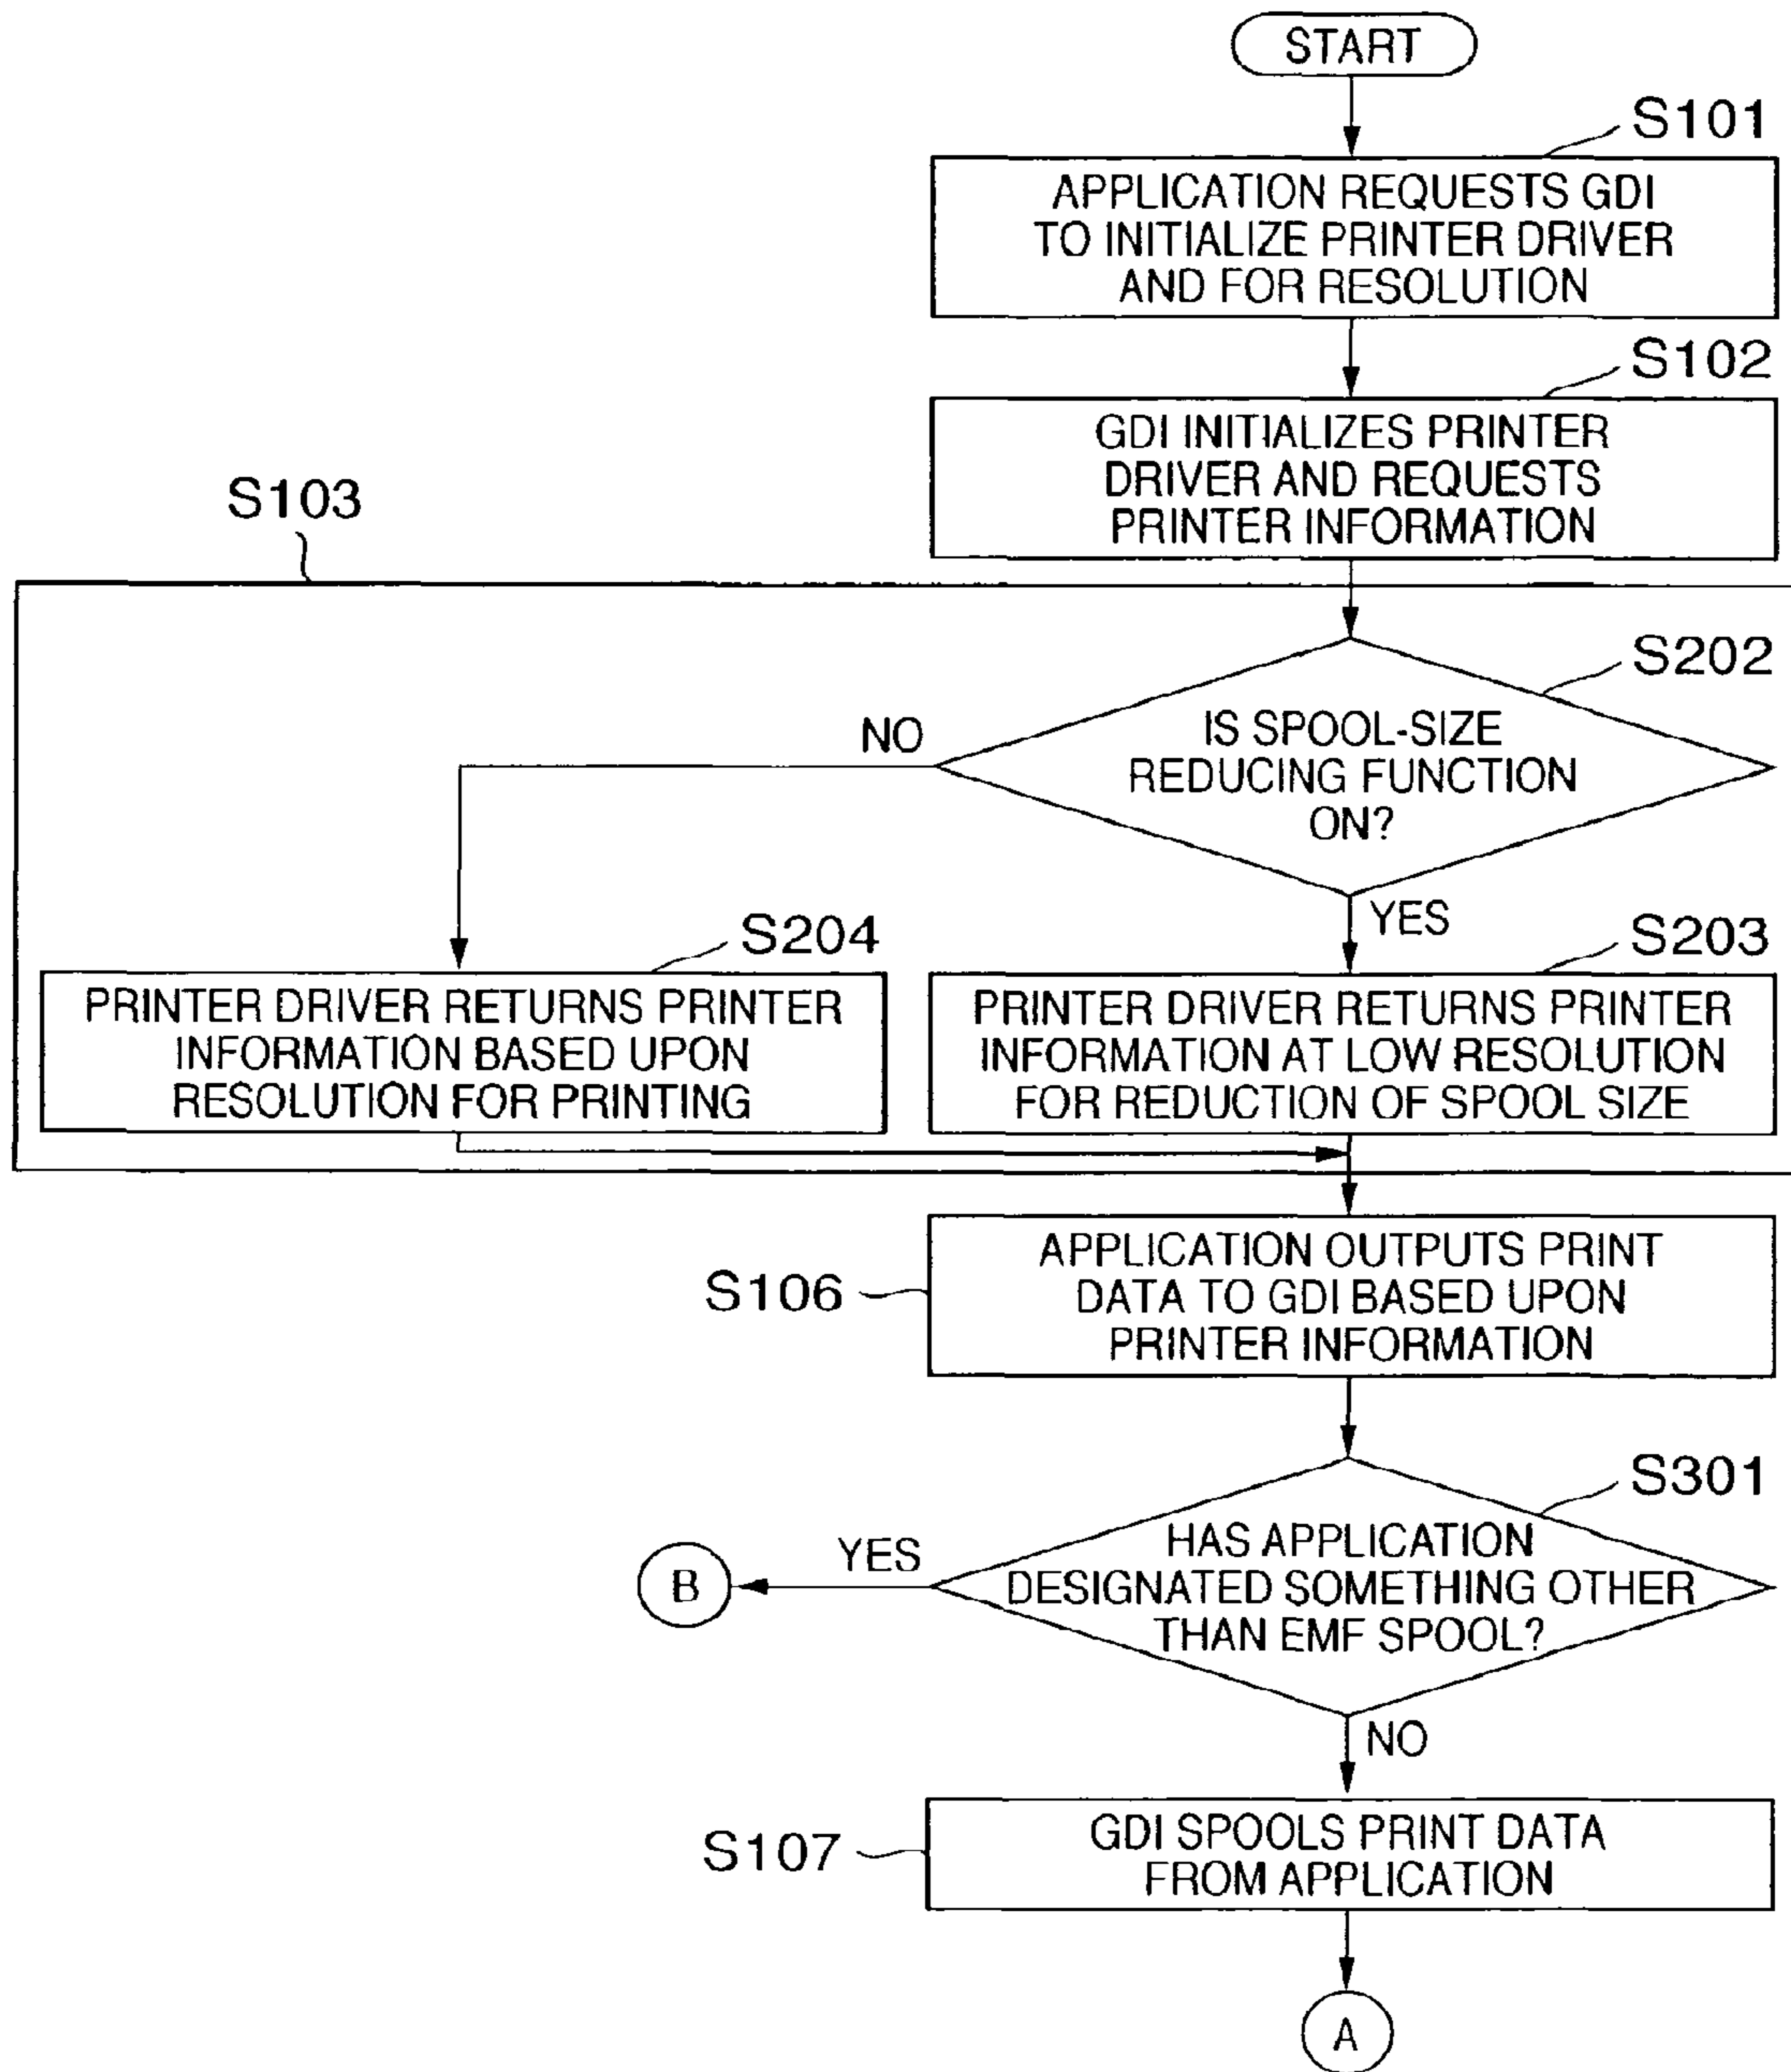 START
S101
APPLICATION REQUESTS GDI
TO INITIALIZE PRINTER DRIVER
AND FOR RESOLUTION
S102
GDI INITIALIZES PRINTER
DRIVER AND REQUESTS
PRINTER INFORMATION
S103
S202
IS SPOOL-SIZE
REDUCING FUNCTION
ON?
NO
YES
S204
PRINTER DRIVER RETURNS PRINTER
INFORMATION BASED UPON
RESOLUTION FOR PRINTING
S203
PRINTER DRIVER RETURNS PRINTER
INFORMATION AT LOW RESOLUTION
FOR REDUCTION OF SPOOL SIZE
S106
APPLICATION OUTPUTS PRINT
DATA TO GDI BASED UPON
PRINTER INFORMATION
S301
HAS APPLICATION
DESIGNATED SOMETHING OTHER
THAN EMF SPOOL?
YES
B
NO
S107
GDI SPOOLS PRINT DATA
FROM APPLICATION
A